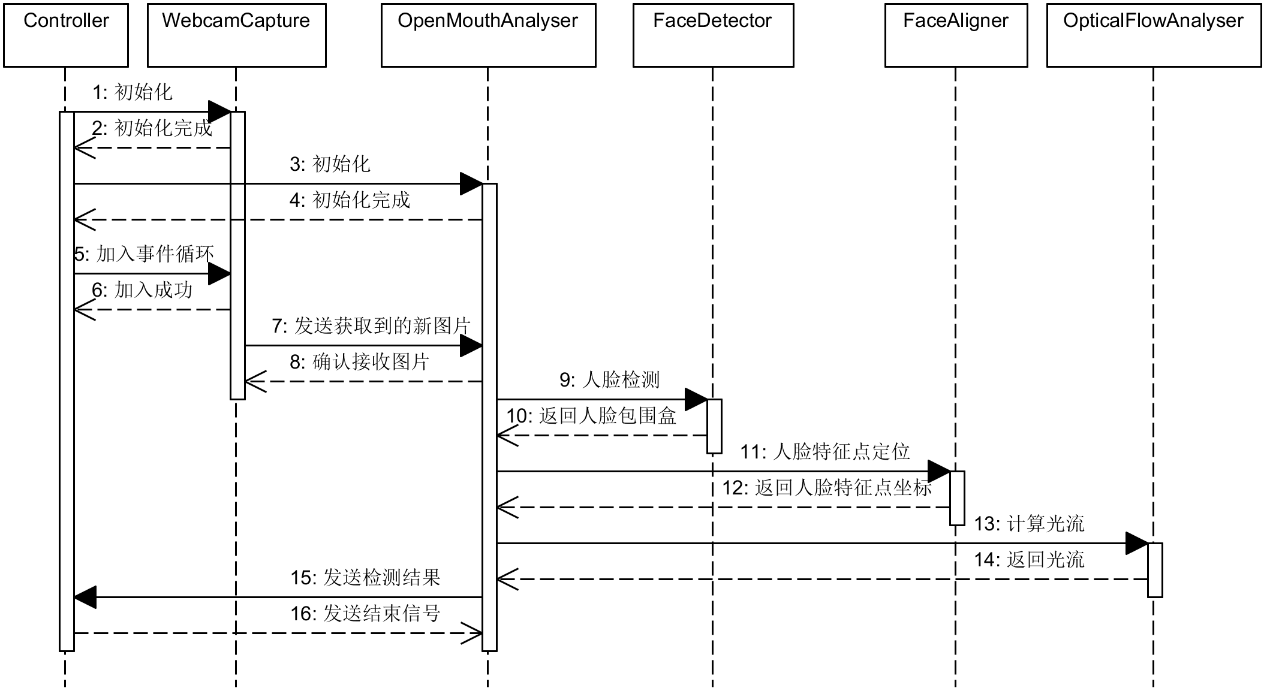 Controller
WebcamCapture
OpenMouthAnalyser
FaceDetector
FaceAligner
OpticalFlowAnalyser
1: 初始化
2: 初始化完成
3: 初始化
4: 初始化完成
5: 加入事件循环
6: 加入成功
7: 发送获取到的新图片
8: 确认接收图片
9: 人脸检测
10: 返回人脸包围盒
11: 人脸特征点定位
12: 返回人脸特征点坐标
13: 计算光流
14: 返回光流
15: 发送检测结果
16: 发送结束信号